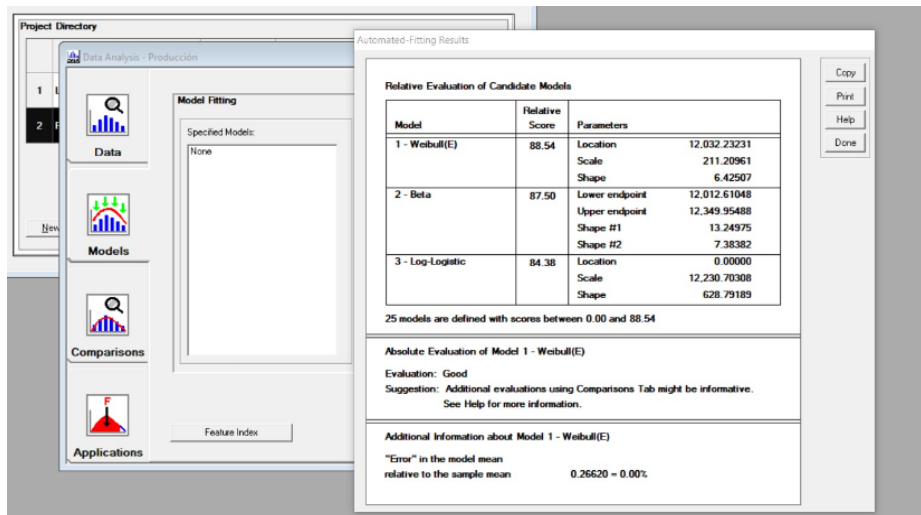 Project Directory
Data Analysis - Producción
1
2
New
Data
Models
Comparisons
F
Applications
Model Fitting
Specified Models:
None
Feature Index
Automated-Fitting Results
Copy
Print
Help
Done
Relative Evaluation of Candidate Models
Model Relative Score Parameters
1 - Weibull(E) 88.54 Location 12,032.23231
Scale 211.20961
Shape 6.42507
2 - Beta 87.50 Lower endpoint 12,012.61048
Upper endpoint 12,349.95488
Shape #1 13.24975
Shape #2 7.38382
3 - Log-Logistic 84.38 Location 0.00000
Scale 12,230.70308
Shape 628.79189
25 models are defined with scores between 0.00 and 88.54
Absolute Evaluation of Model 1 - Weibull(E)
Evaluation: Good
Suggestion: Additional evaluations using Comparisons Tab might be informative.
See Help for more information.
Additional Information about Model 1 - Weibull(E)
"Error" in the model mean
relative to the sample mean 0.26620 = 0.00%